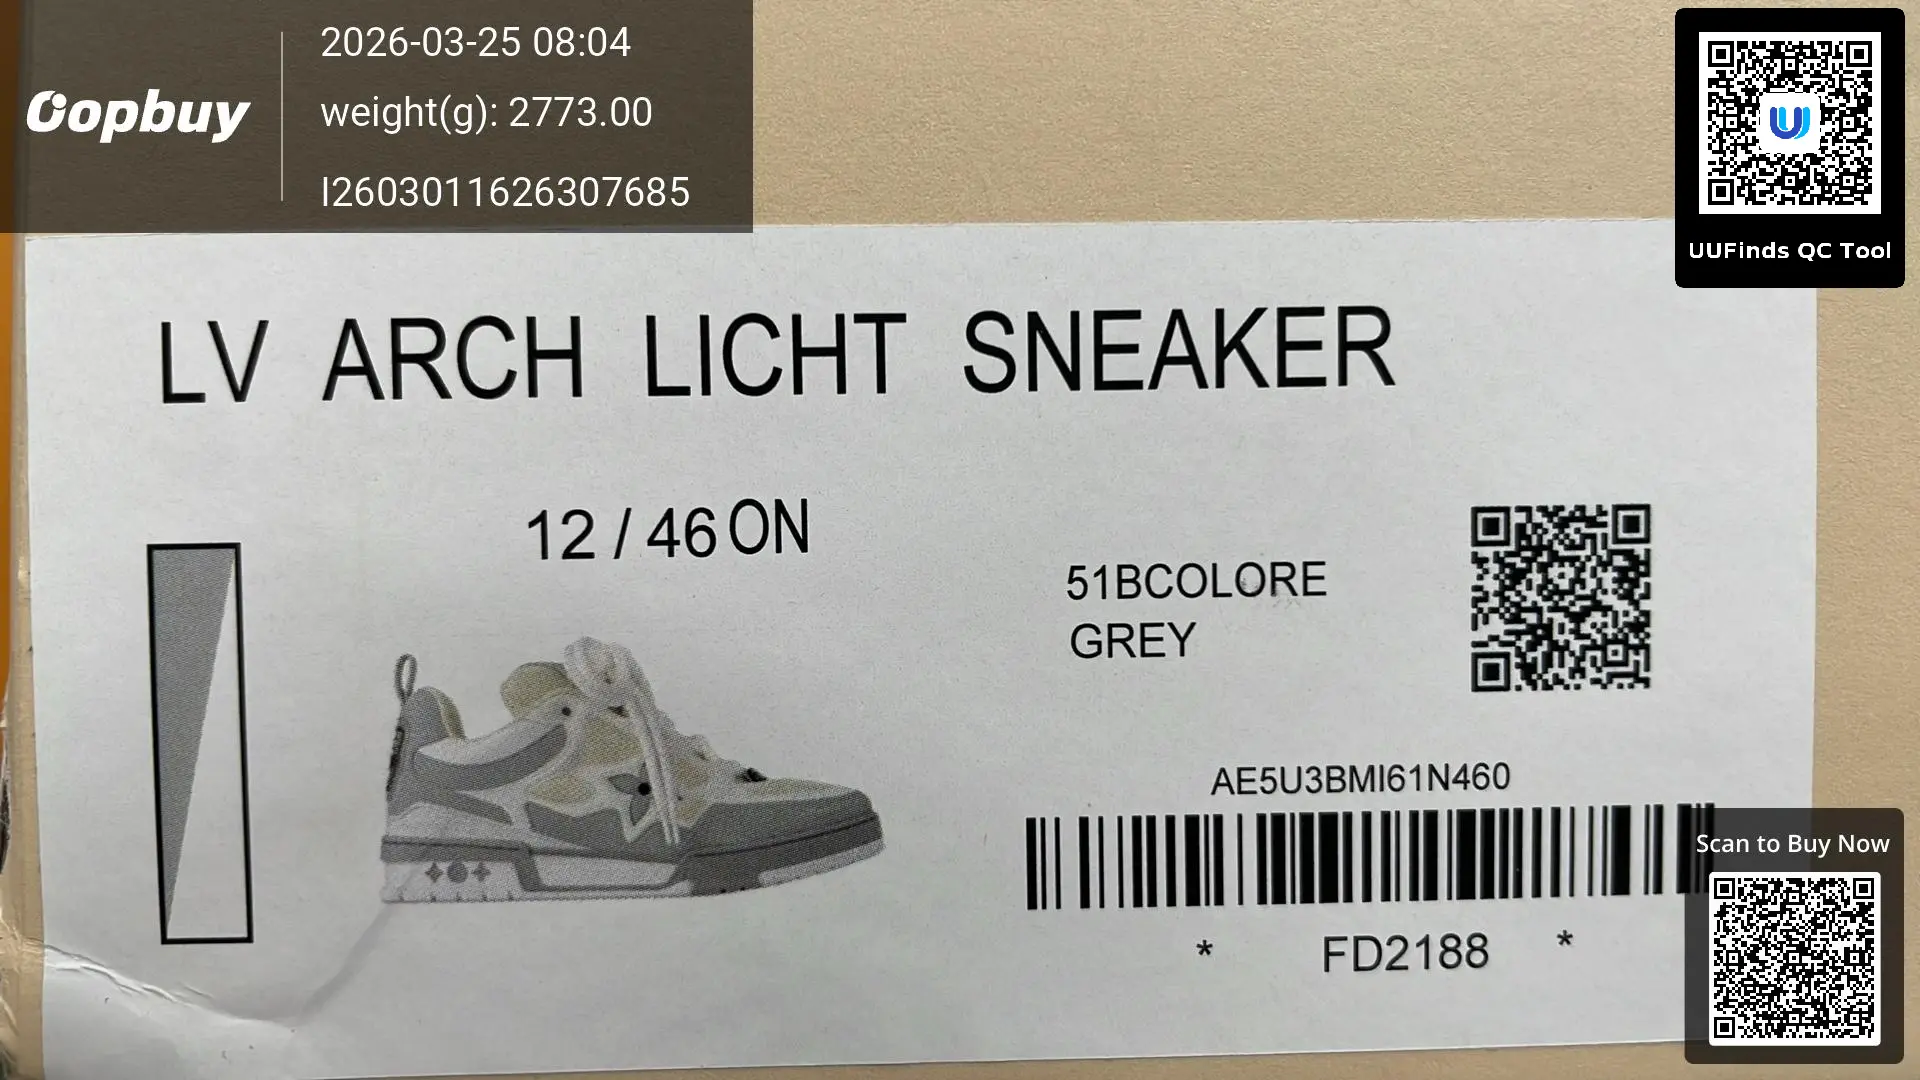 Oopbuy
2026-03-25 08:04
weight(g): 2773.00
I2603011626307685
UUFinds QC Tool
LV ARCH LICHT SNEAKER
12 / 46 ON
51BCOLORE
GREY
AE5U3BMI61N460
* FD2188 *
Scan to Buy Now